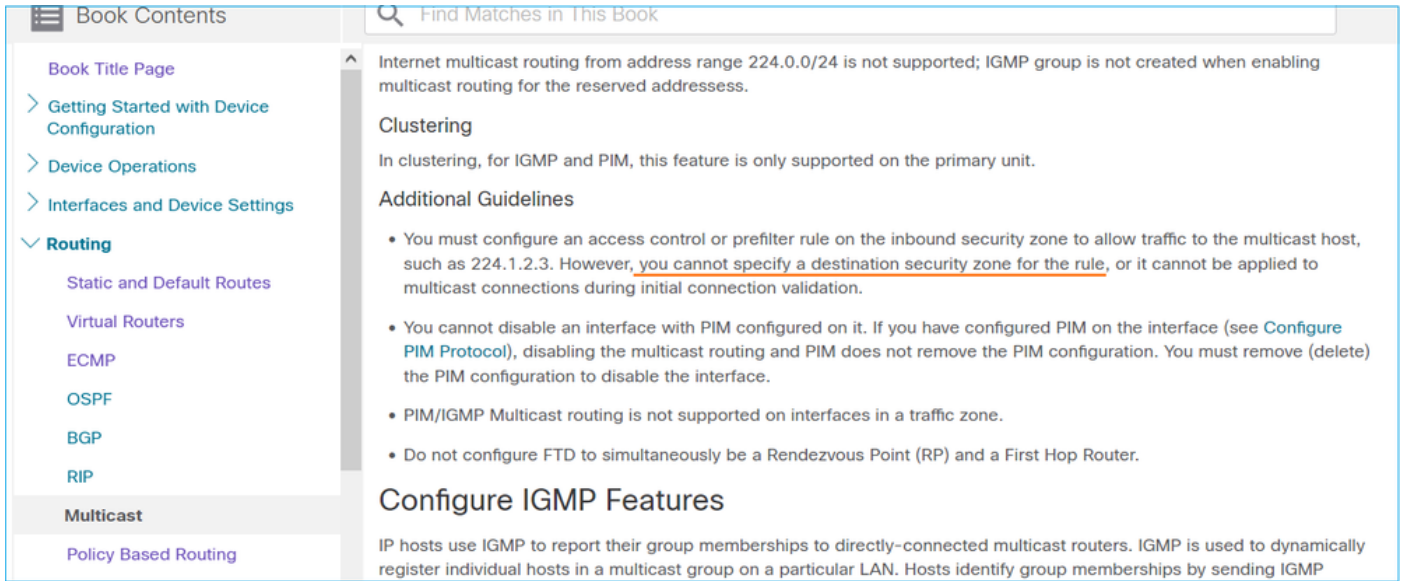 Book Contents
Find Matches in This Book
Book Title Page
Getting Started with Device
Configuration
Device Operations
Interfaces and Device Settings
Routing
Static and Default Routes
Virtual Routers
ECMP
OSPF
BGP
RIP
Multicast
Policy Based Routing
Internet multicast routing from address range 224.0.0/24 is not supported; IGMP group is not created when enabling
multicast routing for the reserved addressess.
Clustering
In clustering, for IGMP and PIM, this feature is only supported on the primary unit.
Additional Guidelines
• You must configure an access control or prefilter rule on the inbound security zone to allow traffic to the multicast host,
such as 224.1.2.3. However, you cannot specify a destination security zone for the rule, or it cannot be applied to
multicast connections during initial connection validation.
• You cannot disable an interface with PIM configured on it. If you have configured PIM on the interface (see Configure
PIM Protocol), disabling the multicast routing and PIM does not remove the PIM configuration. You must remove (delete)
the PIM configuration to disable the interface.
• PIM/IGMP Multicast routing is not supported on interfaces in a traffic zone.
• Do not configure FTD to simultaneously be a Rendezvous Point (RP) and a First Hop Router.
Configure IGMP Features
IP hosts use IGMP to report their group memberships to directly-connected multicast routers. IGMP is used to dynamically
register individual hosts in a multicast group on a particular LAN. Hosts identify group memberships by sending IGMP